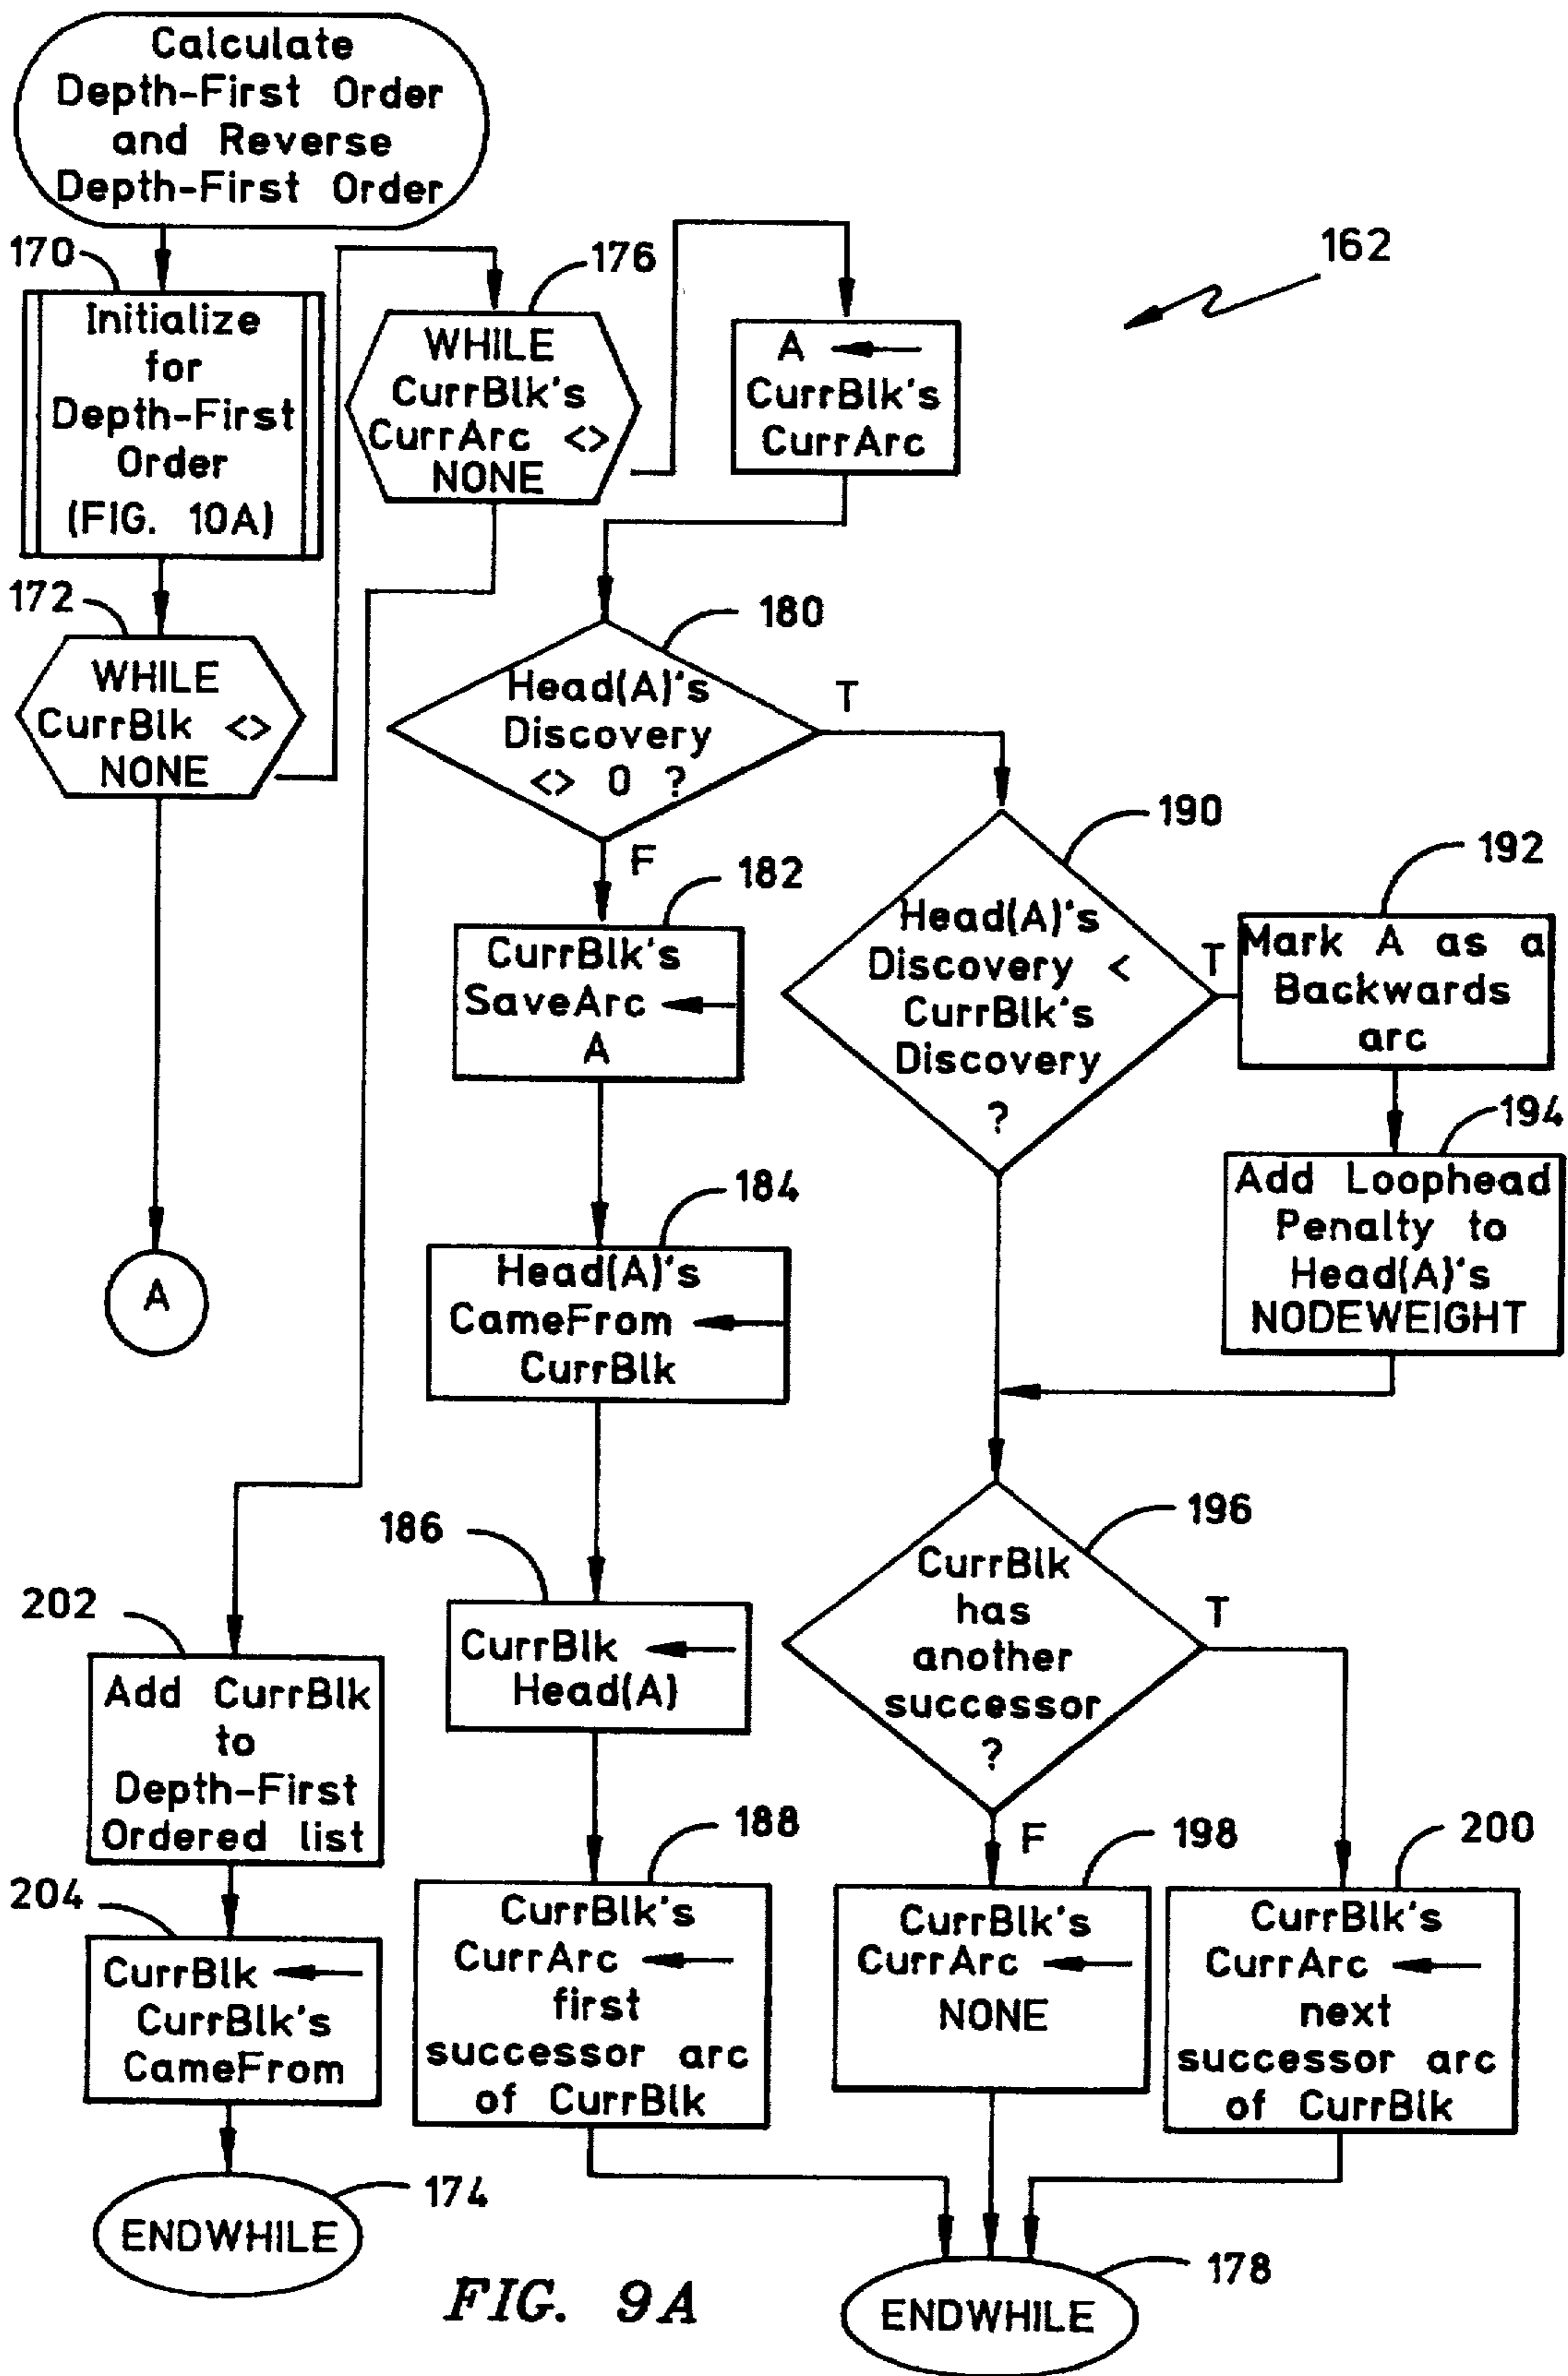 Calculate
Depth-First Order
and Reverse
Depth-First Order
170
Initialize
for
Depth-First
Order
(FIG. 10A)
172
WHILE
CurrBlk <>
NONE
A
176
WHILE
CurrBlk's
CurrArc <>
NONE
A ←
CurrBlk's
CurrArc
162
180
Head(A)'s
Discovery
<> 0 ?
T
F
182
CurrBlk's
SaveArc ←
A
184
Head(A)'s
CameFrom ←
CurrBlk
186
CurrBlk ←
Head(A)
188
CurrBlk's
CurrArc ←
first
successor arc
of CurrBlk
190
Head(A)'s
Discovery <
CurrBlk's
Discovery
?
T
192
Mark A as a
Backwards
arc
194
Add Loophead
Penalty to
Head(A)'s
NODEWEIGHT
196
CurrBlk
has
another
successor
?
T
F
198
CurrBlk's
CurrArc ←
NONE
200
CurrBlk's
CurrArc ←
next
successor arc
of CurrBlk
202
Add CurrBlk
to
Depth-First
Ordered list
204
CurrBlk ←
CurrBlk's
CameFrom
174
ENDWHILE
178
ENDWHILE
FIG. 9A